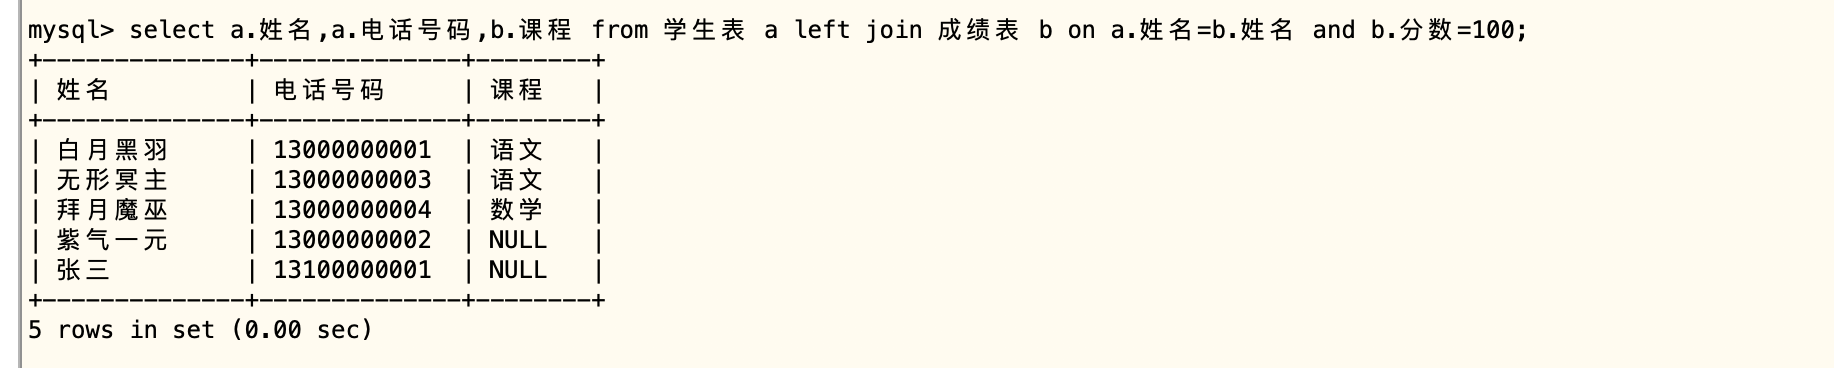 mysql> select a.姓名,a.电话号码,b.课程 from 学生表 a left join 成绩表 b on a.姓名=b.姓名 and b.分数=100;
+--------------+--------------+--------+
| 姓名 | 电话号码 | 课程 |
+--------------+--------------+--------+
| 白月黑羽 | 13000000001 | 语文 |
| 无形冥主 | 13000000003 | 语文 |
| 拜月魔巫 | 13000000004 | 数学 |
| 紫气一元 | 13000000002 | NULL |
| 张三 | 13100000001 | NULL |
+--------------+--------------+--------+
5 rows in set (0.00 sec)